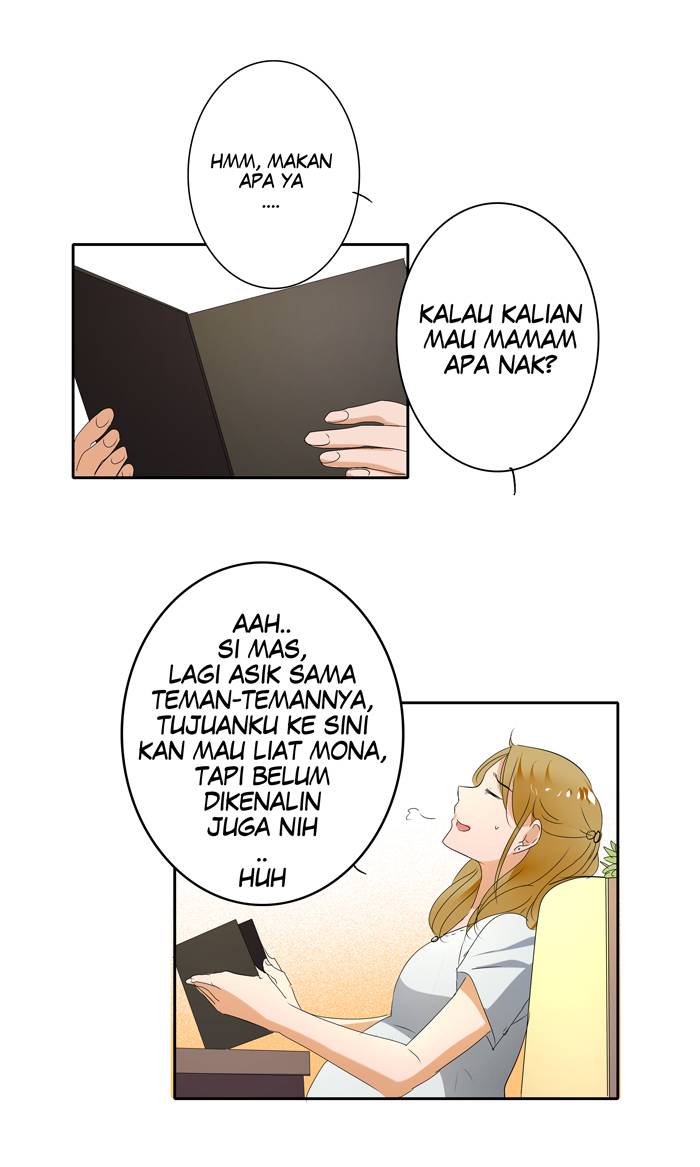 HMM, MAKAN
APA YA
....
KALAU KALIAN
MAU MAMAM
APA NAK?
AAH..
SI MAS,
LAGI ASIK SAMA
TEMAN-TEMANNYA,
TUJUANKU KE SINI
KAN MAU LIAT MONA,
TAPI BELUM
DIKENALIN
JUGA NIH
..
HUH